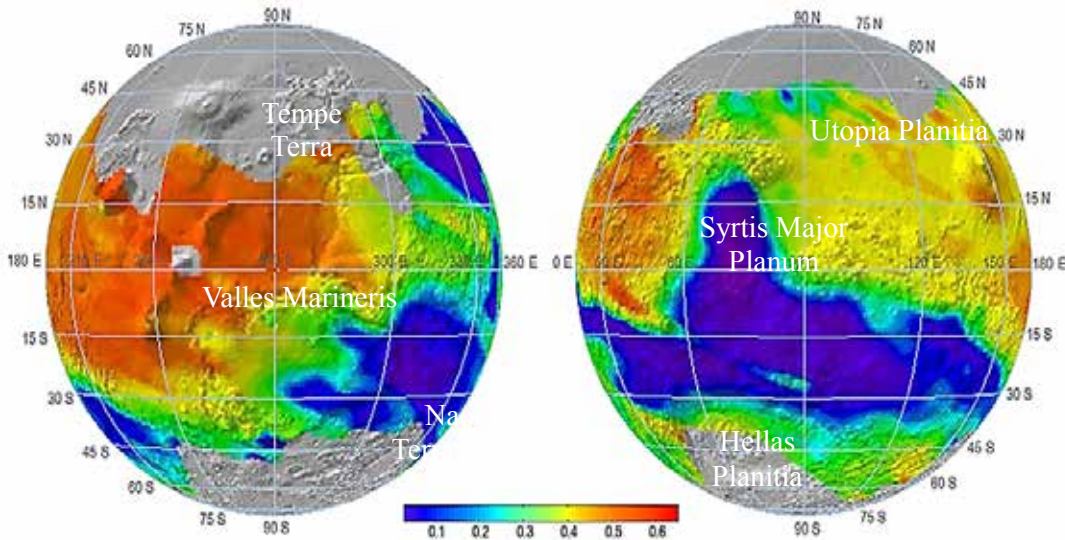 90 N
75 N
60 N
45 N
Tempe
Terra
30 N
15 N
180 E
300 E
360 E
Valles Marineris
15 S
30 S
Na
Ter
45 S
60 S
75 S
90 S
90 N
75 N
60 N
45 N
Utopia Planitia
30 N
15 N
Syrtis Major
Planum
0 E
120 E
150 E
180 E
15 S
30 S
Hellas
Planitia
45 S
60 S
75 S
90 S
0.1 0.2 0.3 0.4 0.5 0.6